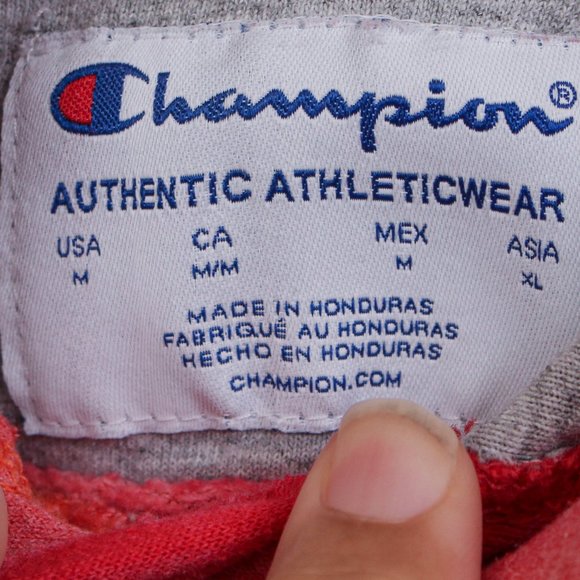 Champion®
AUTHENTIC ATHLETICWEAR
USA CA MEX ASIA
M M/M M XL
MADE IN HONDURAS
FABRIQUÉ AU HONDURAS
HECHO EN HONDURAS
CHAMPION.COM